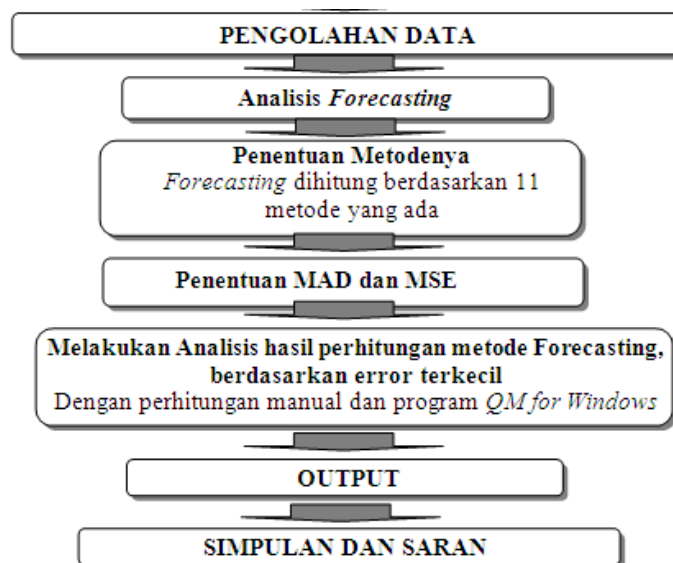 PENGOLAHAN DATA
Analisis Forecasting
Penentuan Metodenya
Forecasting dihitung berdasarkan 11
metode yang ada
Penentuan MAD dan MSE
Melakukan Analisis hasil perhitungan metode Forecasting,
berdasarkan error terkecil
Dengan perhitungan manual dan program QM for Windows
OUTPUT
SIMPULAN DAN SARAN